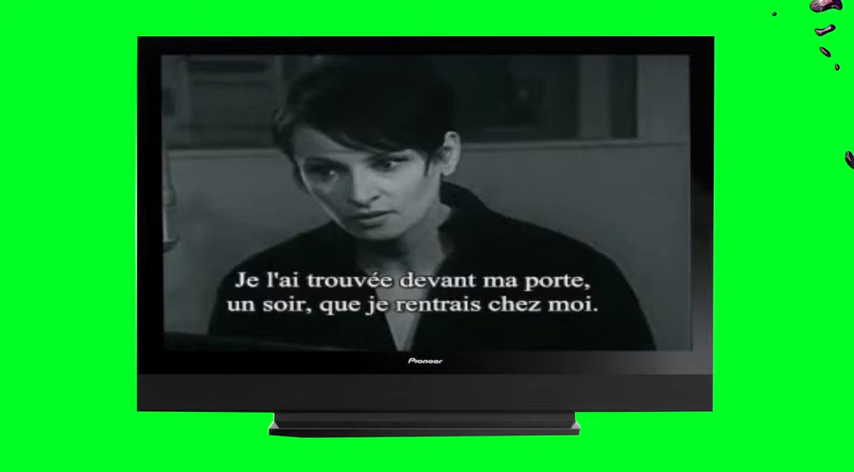 Je l'ai trouvée devant ma porte,
un soir, que je rentrais chez moi.
Pioneer